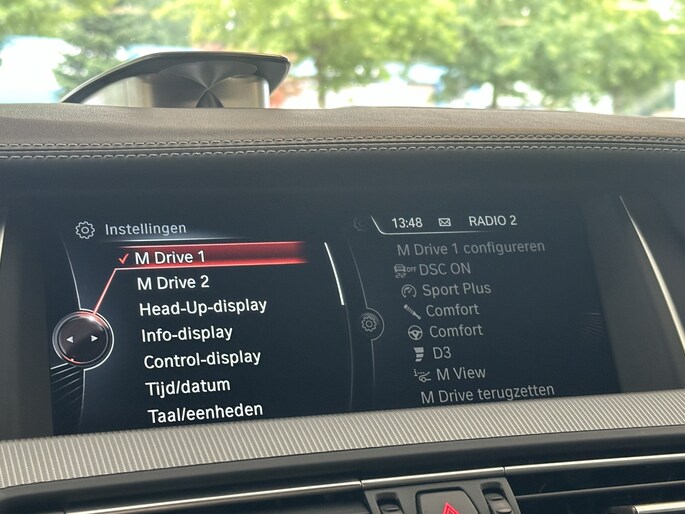 Instellingen
M Drive 1
M Drive 2
Head-Up-display
Info-display
Control-display
Tijd/datum
Taal/eenheden
13:48 RADIO 2
M Drive 1 configureren
OFF DSC ON
Sport Plus
Comfort
Comfort
D3
M View
M Drive terugzetten